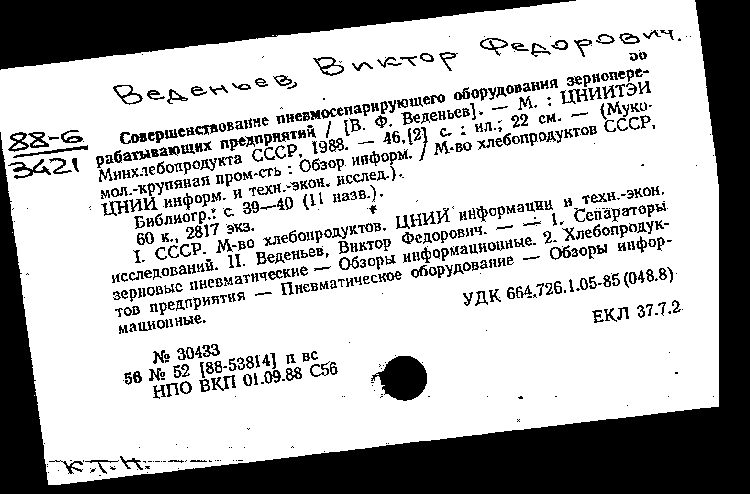 Веденьев Виктор Федорович.
88-6
3421
Совершенствование пневмосепарирующего оборудования зернопере-
рабатывающих предприятий / [В. Ф. Веденьев]. — М. : ЦНИИТЭИ
Минхлебопродукта СССР, 1988. — 46,[2] с. : ил.; 22 см. — (Муко-
мол.-крупяная пром-сть : Обзор. информ. / М-во хлебопродуктов СССР,
ЦНИИ информ. и техн.-экон. исслед.).
Библиогр.: с. 39—40 (11 назв.).
60 к., 2817 экз.
I. СССР. М-во хлебопродуктов. ЦНИИ информации и техн.-экон.
исследований. II. Веденьев, Виктор Федорович. — — 1. Сепараторы
зерновые пневматические — Обзоры информационные. 2. Хлебопродук-
тов предприятия — Пневматическое оборудование — Обзоры инфор-
мационные.
УДК 664.726.1.05-85 (048.8)
ЕКЛ 37.7.2
№ 30433
56 № 52 [88-53814] п вс
НПО ВКП 01.09.88 С56
К.Т.Н.